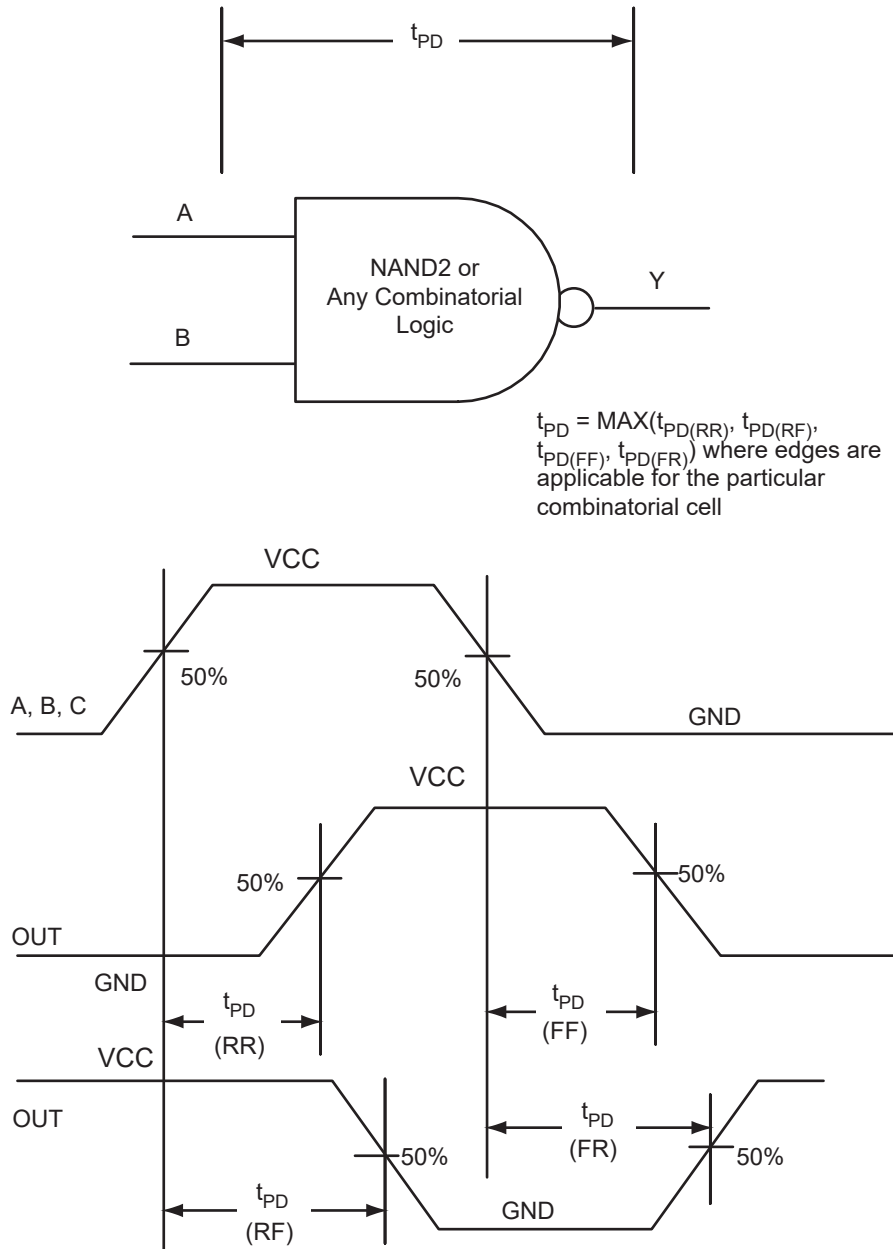 tPD
A
NAND2 or
Any Combinatorial
Logic
Y
B
tPD = MAX(tPD(RR), tPD(RF),
tPD(FF), tPD(FR)) where edges are
applicable for the particular
combinatorial cell
VCC
50%
50%
A, B, C
GND
VCC
50%
50%
OUT
GND
tPD
(RR)
tPD
(FF)
VCC
OUT
tPD
(FR)
50%
50%
tPD
(RF)
GND